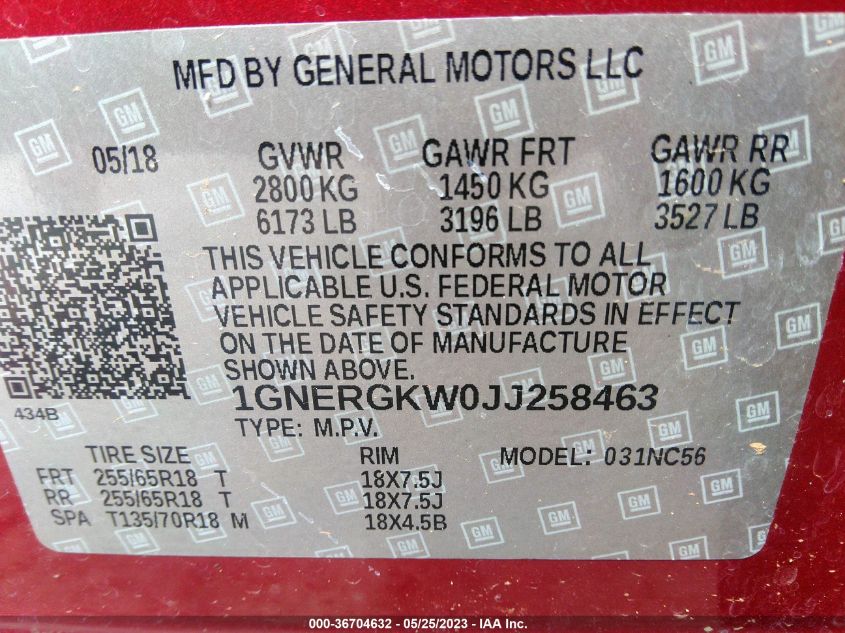 MFD BY GENERAL MOTORS LLC
05/18 GVWR GAWR FRT GAWR RR
2800 KG 1450 KG 1600 KG
6173 LB 3196 LB 3527 LB
THIS VEHICLE CONFORMS TO ALL
APPLICABLE U.S. FEDERAL MOTOR
VEHICLE SAFETY STANDARDS IN EFFECT
ON THE DATE OF MANUFACTURE
SHOWN ABOVE.
1GNERGKW0JJ258463
434B
TYPE: M.P.V.
TIRE SIZE RIM MODEL: 031NC56
FRT 255/65R18 T 18X7.5J
RR 255/65R18 T 18X7.5J
SPA T135/70R18 M 18X4.5B
GM
000-36704632 - 05/25/2023 - IAA Inc.